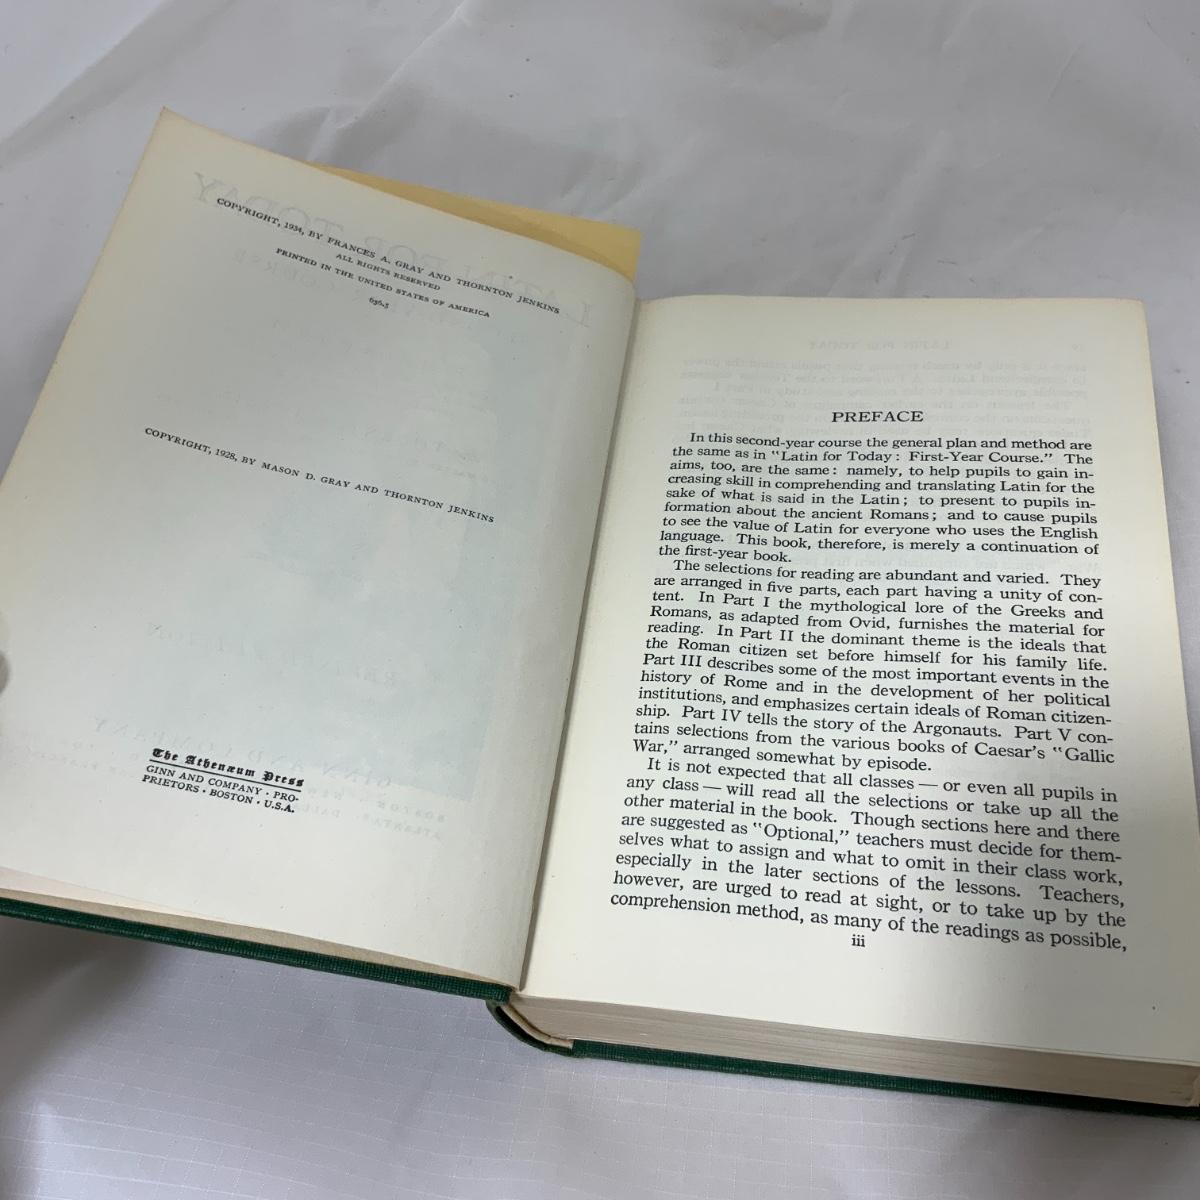 COPYRIGHT, 1934, BY FRANCES A. GRAY AND THORNTON JENKINS
ALL RIGHTS RESERVED
PRINTED IN THE UNITED STATES OF AMERICA
636.5
COPYRIGHT, 1928, BY MASON D. GRAY AND THORNTON JENKINS
The Athenæum Press
GINN AND COMPANY · PRO-
PRIETORS · BOSTON · U.S.A.
PREFACE
In this second-year course the general plan and method are
the same as in "Latin for Today: First-Year Course." The
aims, too, are the same: namely, to help pupils to gain in-
creasing skill in comprehending and translating Latin for the
sake of what is said in the Latin; to present to pupils in-
formation about the ancient Romans; and to cause pupils
to see the value of Latin for everyone who uses the English
language. This book, therefore, is merely a continuation of
the first-year book.
The selections for reading are abundant and varied. They
are arranged in five parts, each part having a unity of con-
tent. In Part I the mythological lore of the Greeks and
Romans, as adapted from Ovid, furnishes the material for
reading. In Part II the dominant theme is the ideals that
the Roman citizen set before himself for his family life.
Part III describes some of the most important events in the
history of Rome and in the development of her political
institutions, and emphasizes certain ideals of Roman citizen-
ship. Part IV tells the story of the Argonauts. Part V con-
tains selections from the various books of Caesar's "Gallic
War," arranged somewhat by episode.
It is not expected that all classes — or even all pupils in
any class — will read all the selections or take up all the
other material in the book. Though sections here and there
are suggested as "Optional," teachers must decide for them-
selves what to assign and what to omit in their class work,
especially in the later sections of the lessons. Teachers,
however, are urged to read at sight, or to take up by the
comprehension method, as many of the readings as possible,
iii